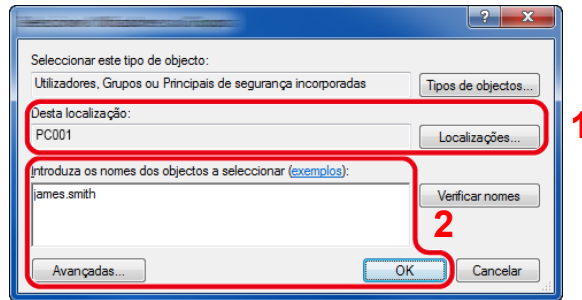 Seleccionar este tipo de objecto:
Utilizadores, Grupos ou Principais de segurança incorporadas
Tipos de objectos...
Desta localização:
PC001
Localizações...
1
Introduza os nomes dos objectos a seleccionar (exemplos):
james.smith
Verificar nomes
2
Avançadas...
OK
Cancelar